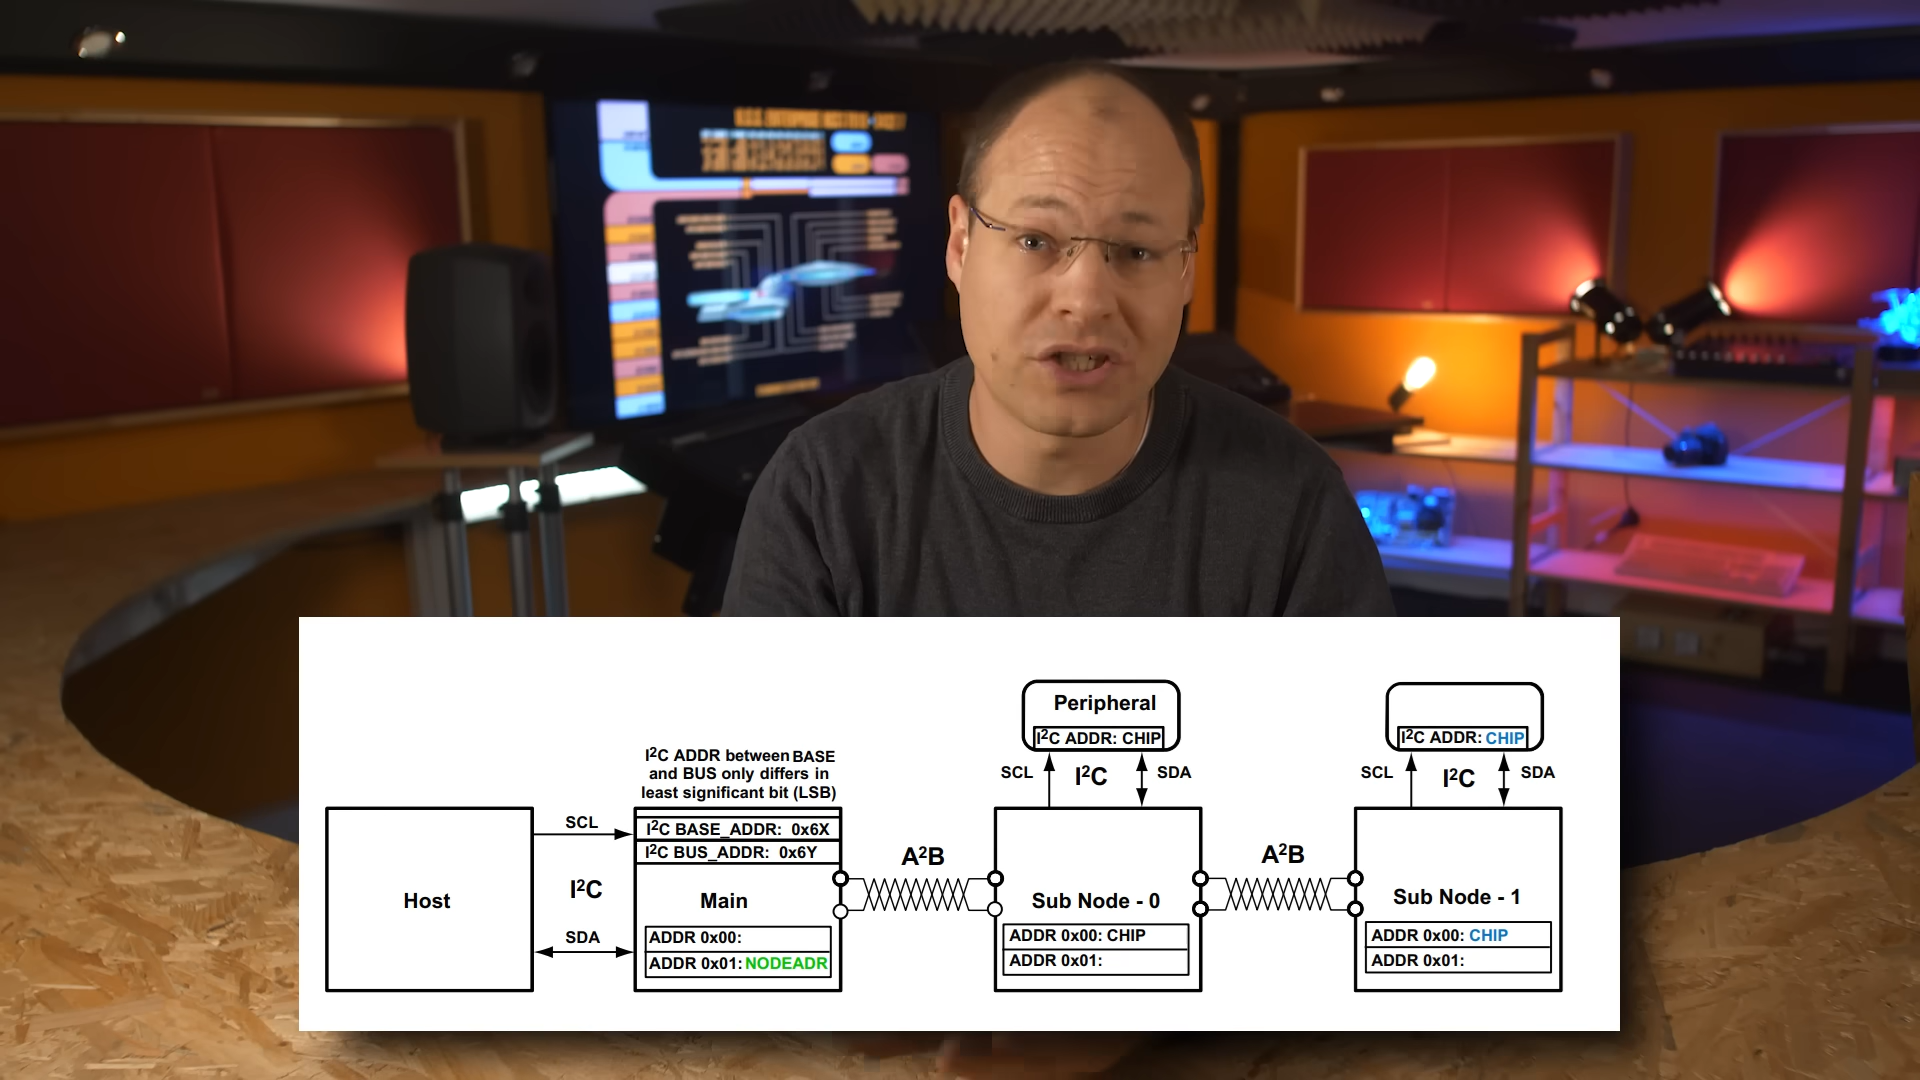 Peripheral
I²C ADDR: CHIP
I²C ADDR: CHIP
SCL
I²C
SDA
SCL
I²C
SDA
I²C ADDR between BASE
and BUS only differs in
least significant bit (LSB)
I²C BASE_ADDR: 0x6X
I²C BUS_ADDR: 0x6Y
SCL
I²C
SDA
Host
Main
ADDR 0x00:
ADDR 0x01: NODEADR
A²B
Sub Node - 0
ADDR 0x00: CHIP
ADDR 0x01:
A²B
Sub Node - 1
ADDR 0x00: CHIP
ADDR 0x01: